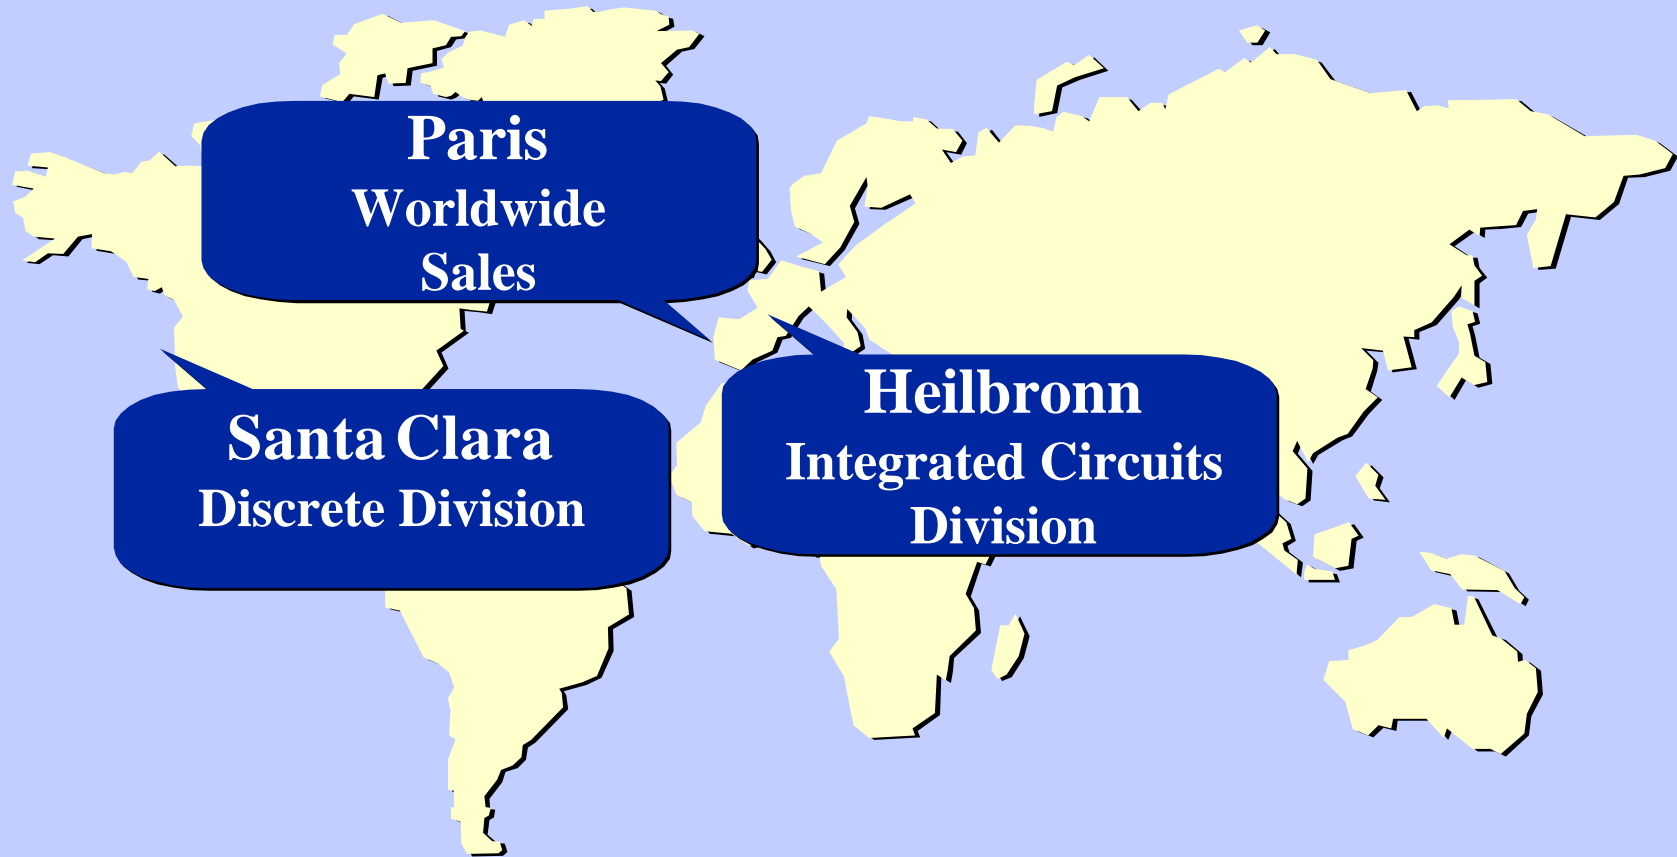 Paris
Worldwide
Sales
Heilbronn
Integrated Circuits
Division
Santa Clara
Discrete Division